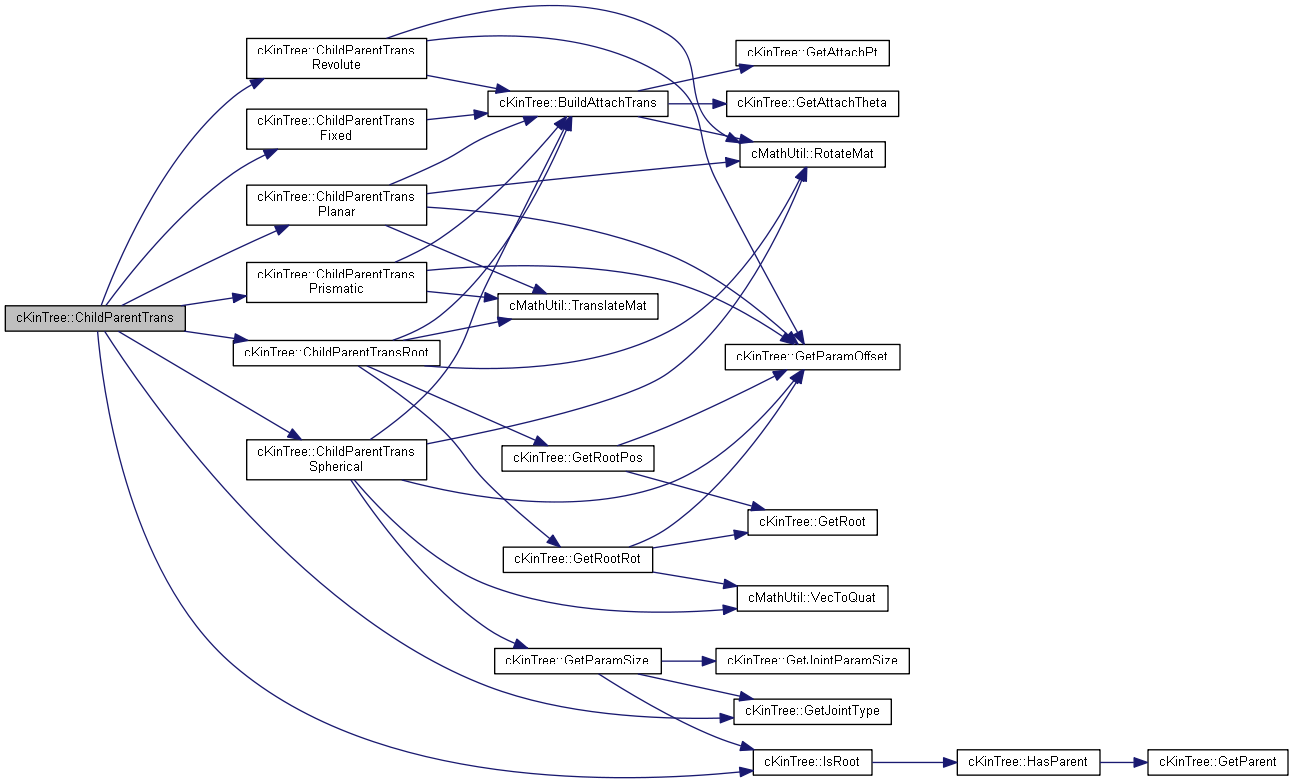 cKinTree::ChildParentTrans
cKinTree::ChildParentTrans
Revolute
cKinTree::ChildParentTrans
Fixed
cKinTree::ChildParentTrans
Planar
cKinTree::ChildParentTrans
Prismatic
cKinTree::ChildParentTransRoot
cKinTree::ChildParentTrans
Spherical
cKinTree::BuildAttachTrans
cMathUtil::TranslateMat
cKinTree::GetRootPos
cKinTree::GetRootRot
cKinTree::GetParamSize
cKinTree::GetAttachPt
cKinTree::GetAttachTheta
cMathUtil::RotateMat
cKinTree::GetParamOffset
cKinTree::GetRoot
cMathUtil::VecToQuat
cKinTree::GetJointParamSize
cKinTree::GetJointType
cKinTree::IsRoot
cKinTree::HasParent
cKinTree::GetParent